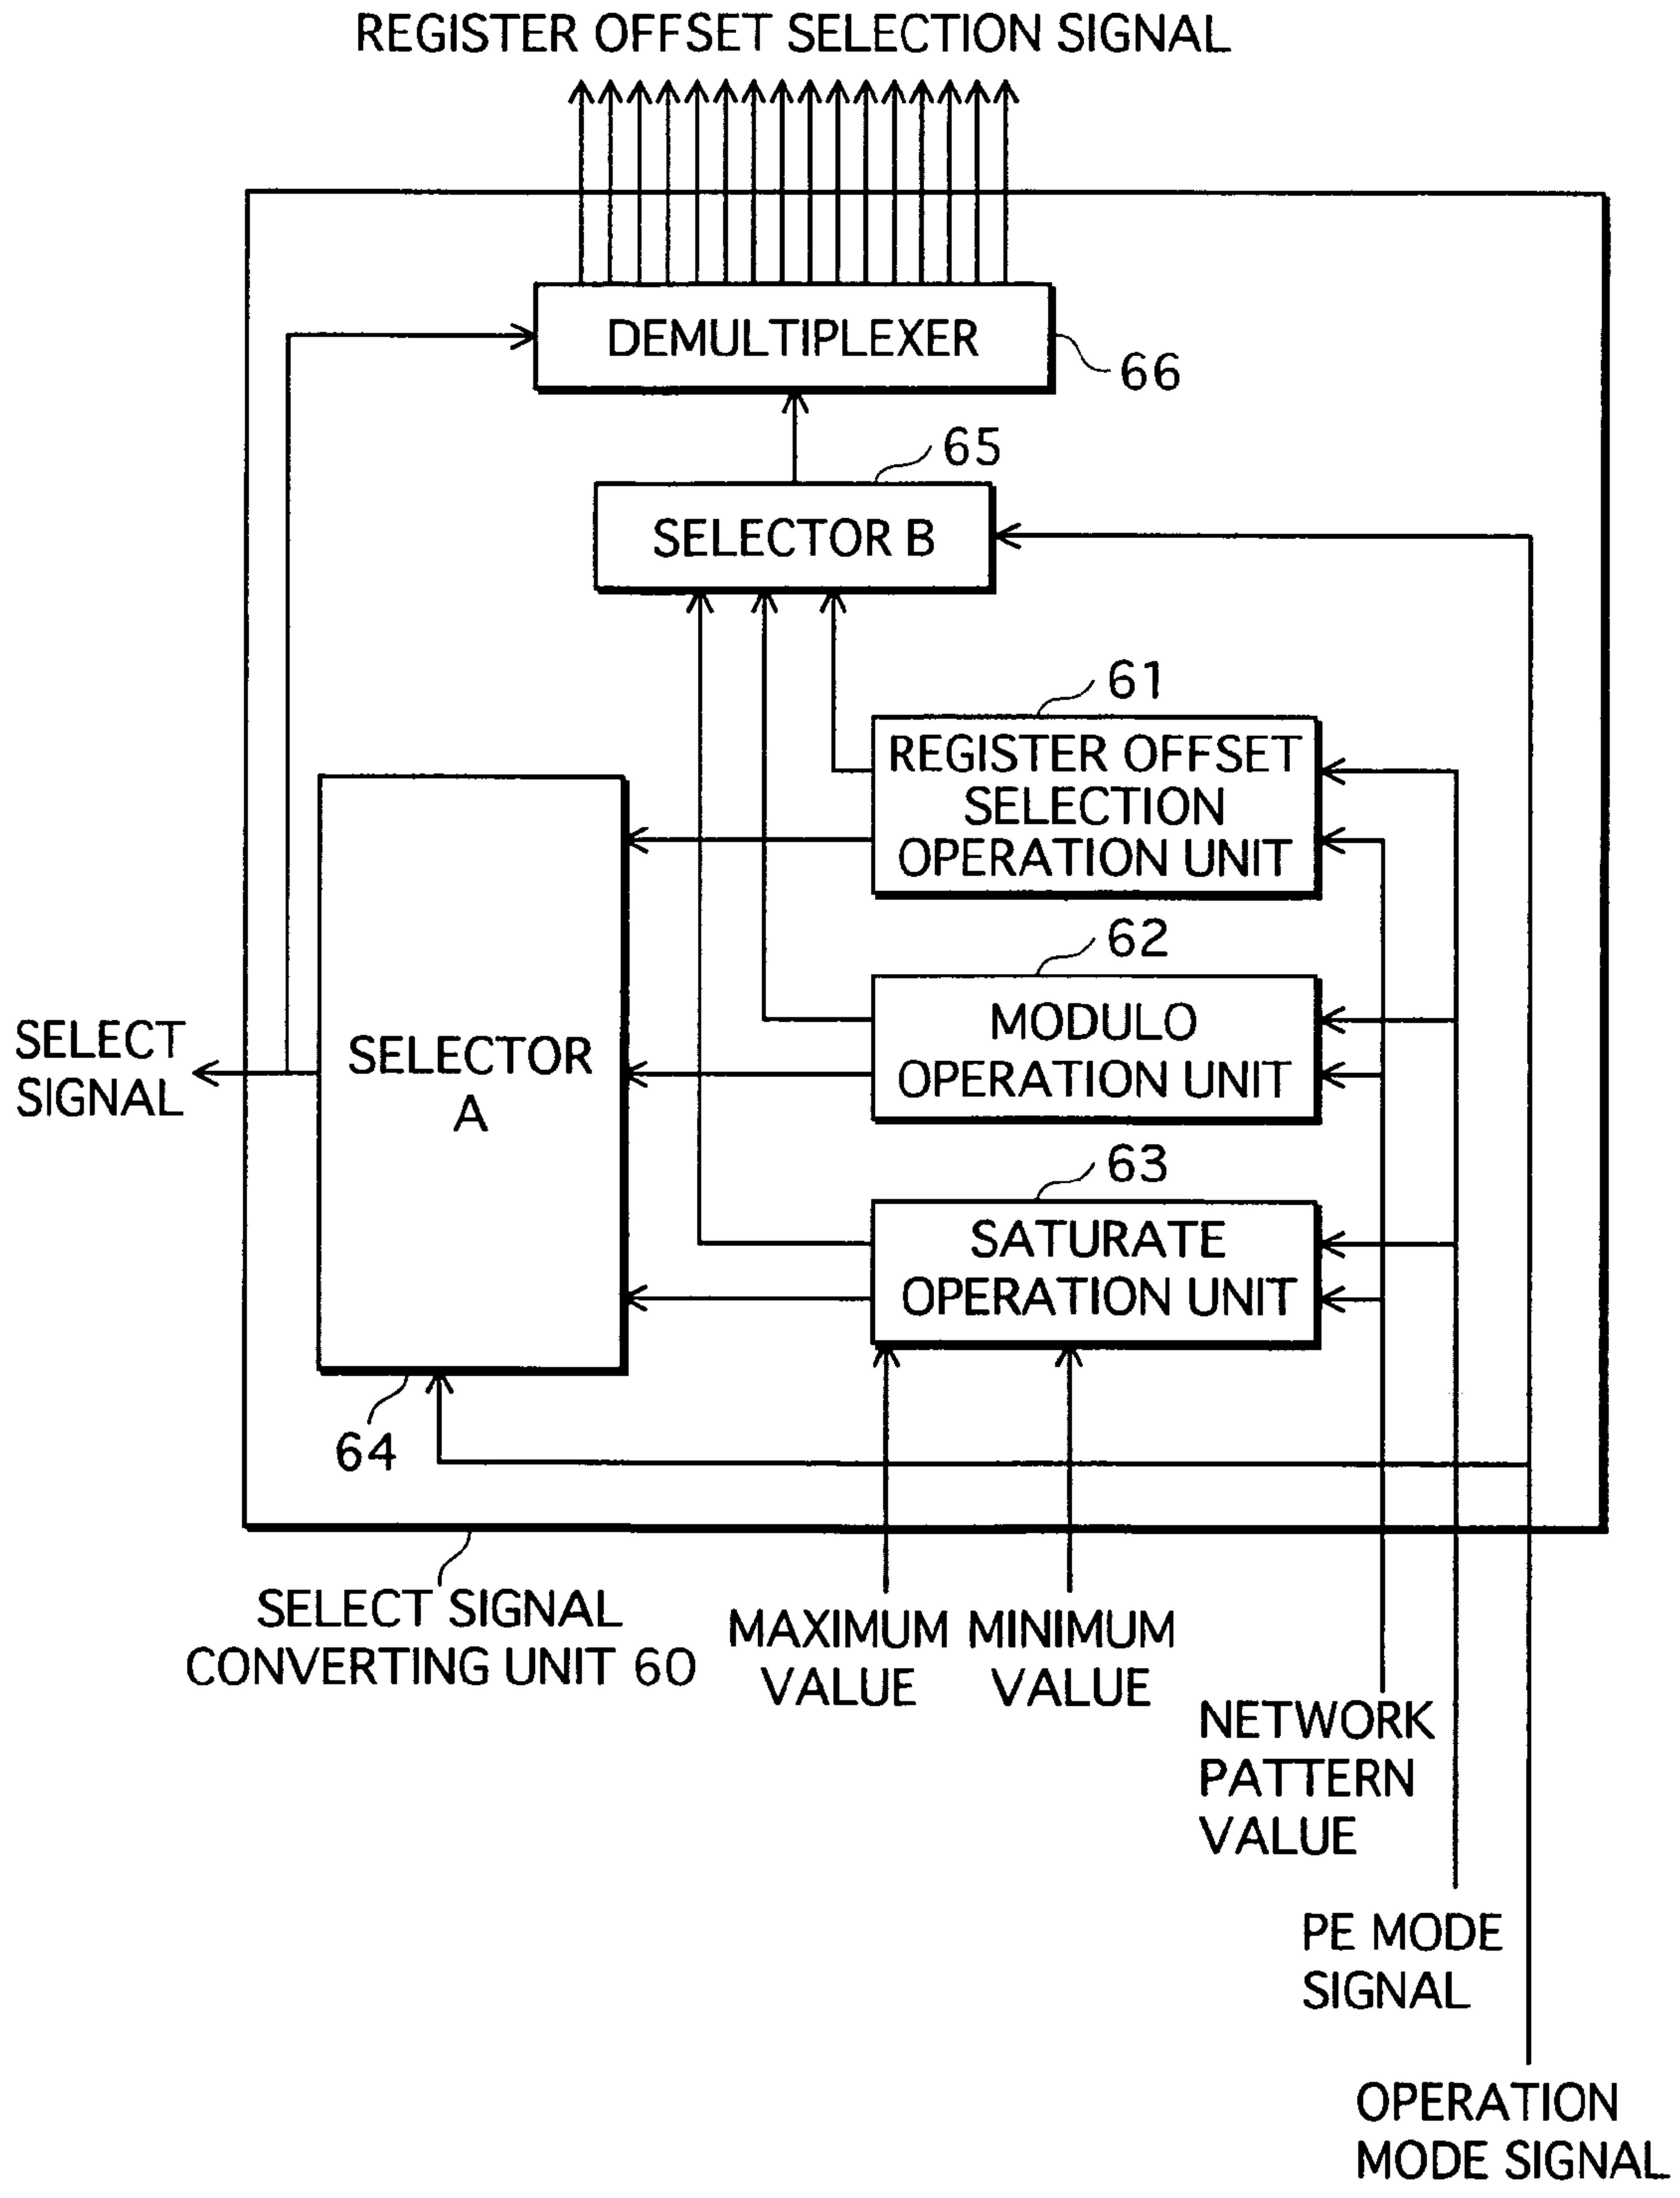 REGISTER OFFSET SELECTION SIGNAL
DEMULTIPLEXER
66
65
SELECTOR B
61
REGISTER OFFSET
SELECTION
OPERATION UNIT
62
MODULO
OPERATION UNIT
SELECT
SIGNAL
SELECTOR
A
63
SATURATE
OPERATION UNIT
64
SELECT SIGNAL
CONVERTING UNIT 60
MAXIMUM
VALUE
MINIMUM
VALUE
NETWORK
PATTERN
VALUE
PE MODE
SIGNAL
OPERATION
MODE SIGNAL